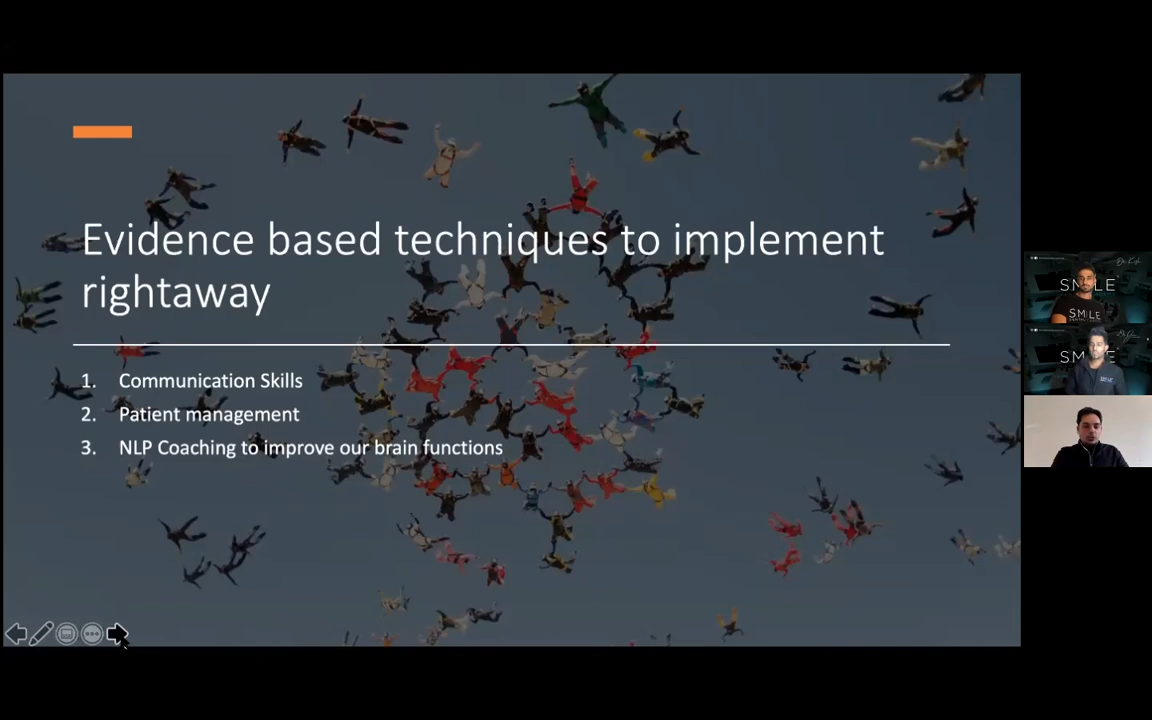 Evidence based techniques to implement
rightaway
1. Communication Skills
2. Patient management
3. NLP Coaching to improve our brain functions
SMILE
SMILE
SMILE